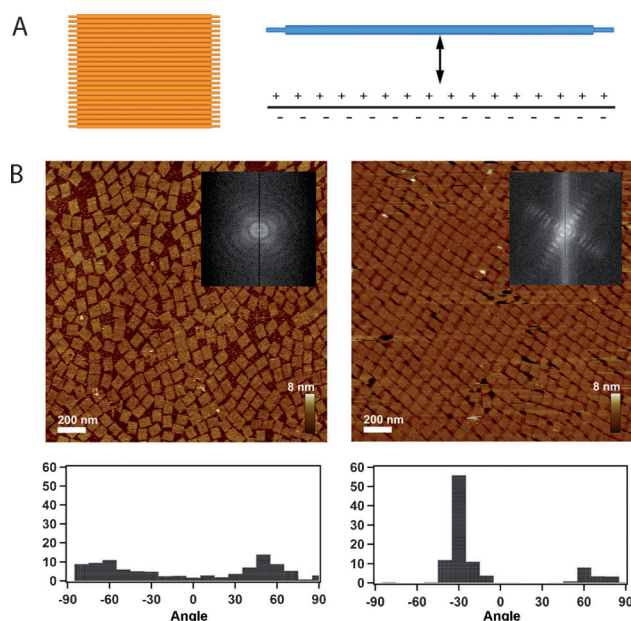 A
+ + + + + + + + + + + + + + +
- - - - - - - - - - - - -
B
8 nm
200 nm
8 nm
200 nm
60
50
40
30
20
10
0
-90 -60 -30 0 30 60 90
Angle
60
50
40
30
20
10
0
-90 -60 -30 0 30 60 90
Angle